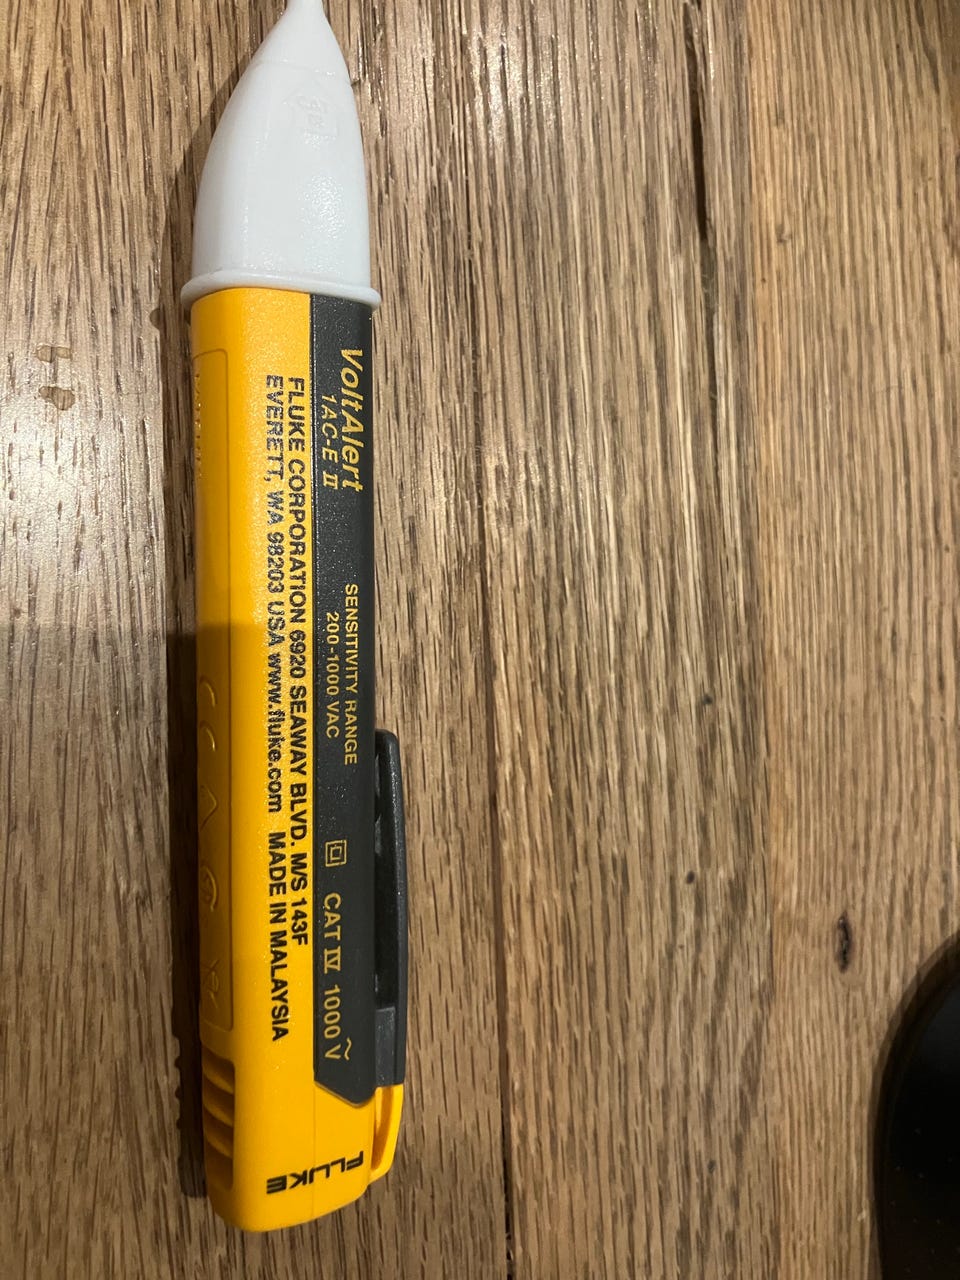 VoltAlert
1AC-E II
SENSITIVITY RANGE
200-1000 VAC
CAT IV 1000 V ~
FLUKE CORPORATION 6920 SEAWAY BLVD. M/S 143F
EVERETT, WA 98203 USA www.fluke.com MADE IN MALAYSIA
FLUKE